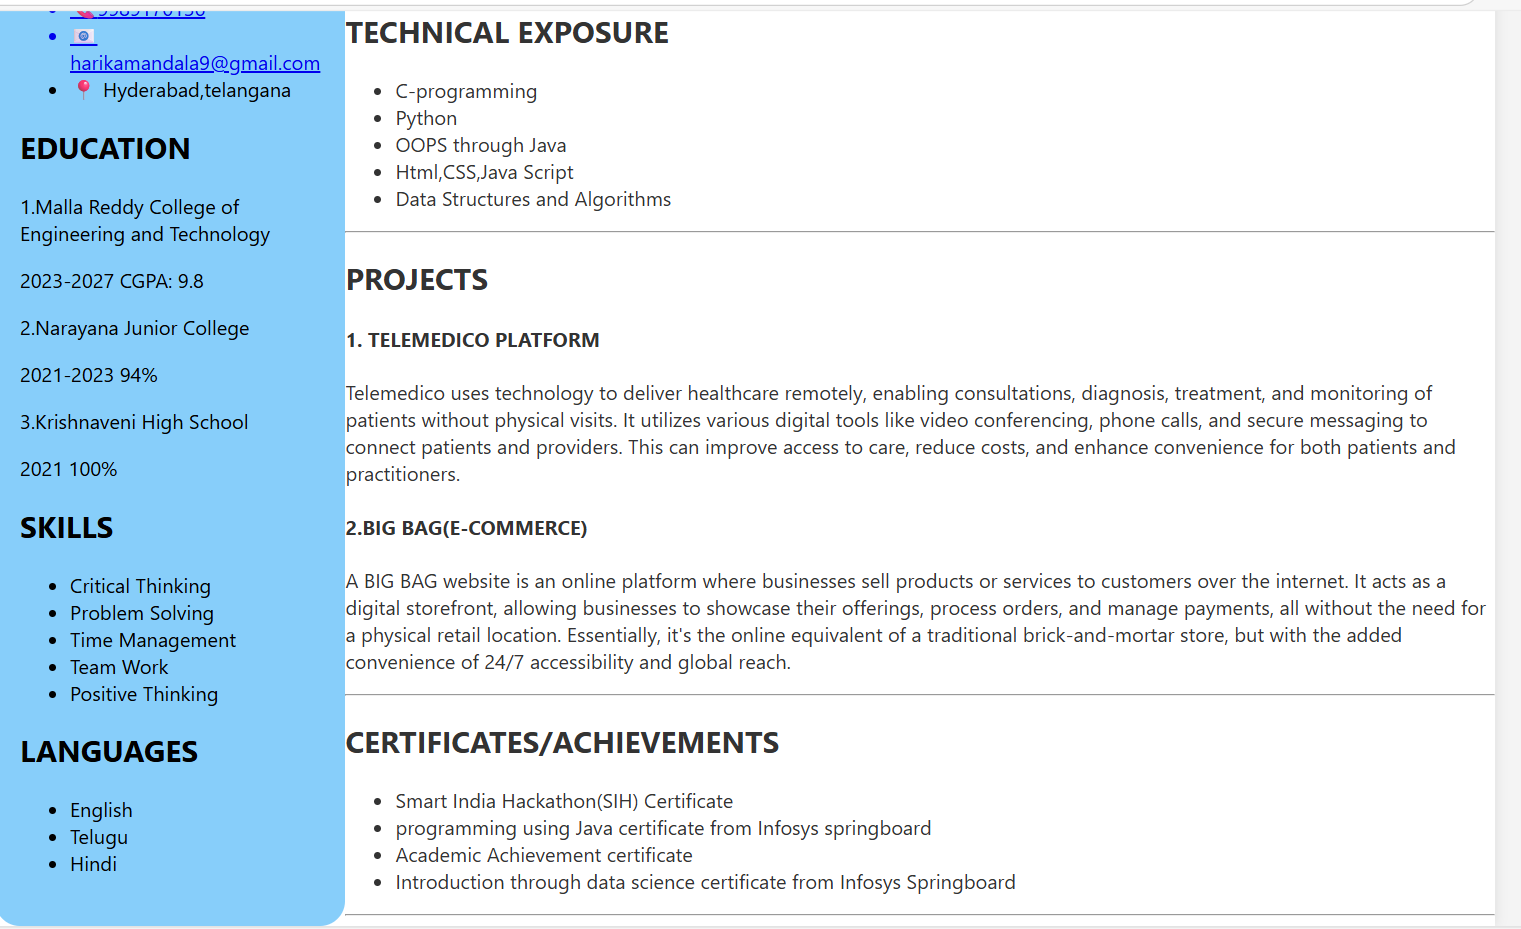 harikamandala9@gmail.com
Hyderabad,telangana
EDUCATION
1.Malla Reddy College of
Engineering and Technology
2023-2027 CGPA: 9.8
2.Narayana Junior College
2021-2023 94%
3.Krishnaveni High School
2021 100%
SKILLS
Critical Thinking
Problem Solving
Time Management
Team Work
Positive Thinking
LANGUAGES
English
Telugu
Hindi
TECHNICAL EXPOSURE
C-programming
Python
OOPS through Java
Html,CSS,Java Script
Data Structures and Algorithms
PROJECTS
1. TELEMEDICO PLATFORM
Telemedico uses technology to deliver healthcare remotely, enabling consultations, diagnosis, treatment, and monitoring of
patients without physical visits. It utilizes various digital tools like video conferencing, phone calls, and secure messaging to
connect patients and providers. This can improve access to care, reduce costs, and enhance convenience for both patients and
practitioners.
2.BIG BAG(E-COMMERCE)
A BIG BAG website is an online platform where businesses sell products or services to customers over the internet. It acts as a
digital storefront, allowing businesses to showcase their offerings, process orders, and manage payments, all without the need for
a physical retail location. Essentially, it's the online equivalent of a traditional brick-and-mortar store, but with the added
convenience of 24/7 accessibility and global reach.
CERTIFICATES/ACHIEVEMENTS
Smart India Hackathon(SIH) Certificate
programming using Java certificate from Infosys springboard
Academic Achievement certificate
Introduction through data science certificate from Infosys Springboard